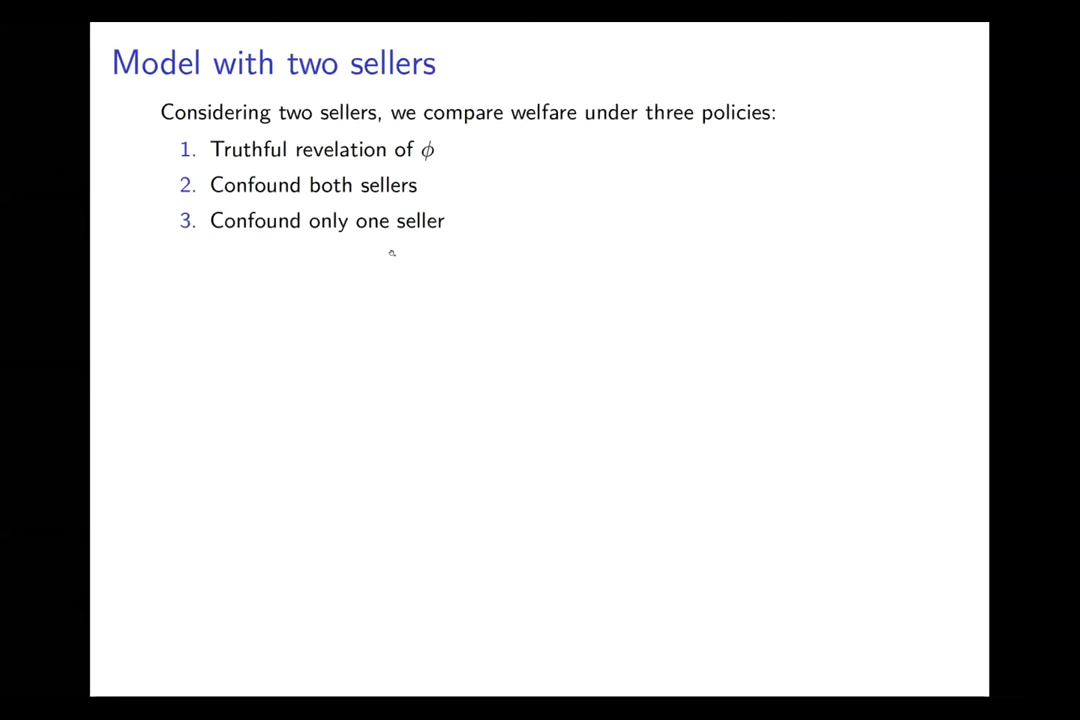 Model with two sellers
Considering two sellers, we compare welfare under three policies:
1. Truthful revelation of ϕ
2. Confound both sellers
3. Confound only one seller